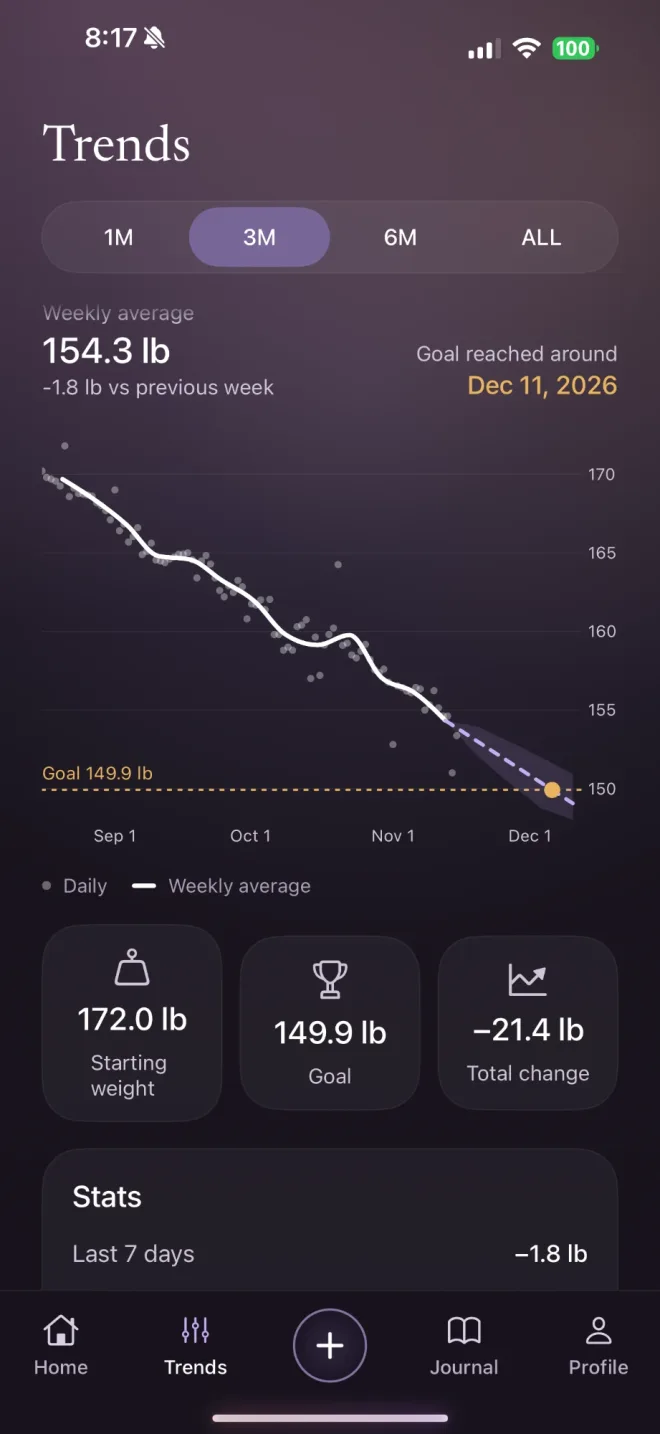 8:17
100
Trends
1M 3M 6M ALL
Weekly average
154.3 lb
-1.8 lb vs previous week
Goal reached around
Dec 11, 2026
170
165
160
155
Goal 149.9 lb
150
Sep 1 Oct 1 Nov 1 Dec 1
Daily Weekly average
172.0 lb
Starting
weight
149.9 lb
Goal
−21.4 lb
Total change
Stats
Last 7 days −1.8 lb
Home Trends Journal Profile